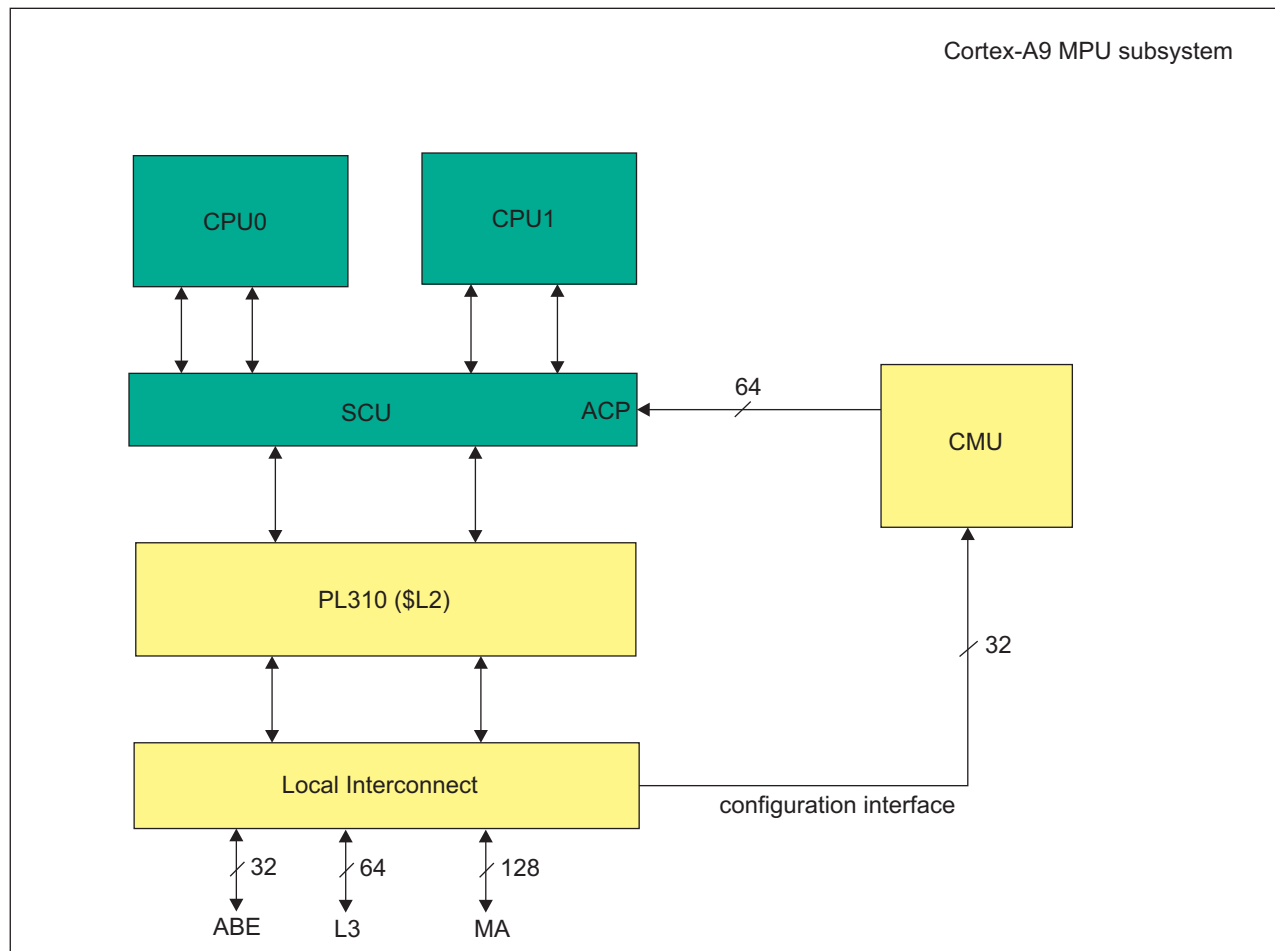 Cortex-A9 MPU subsystem
CPU0
CPU1
SCU
ACP
64
CMU
PL310 ($L2)
32
Local Interconnect
configuration interface
32
64
128
ABE
L3
MA